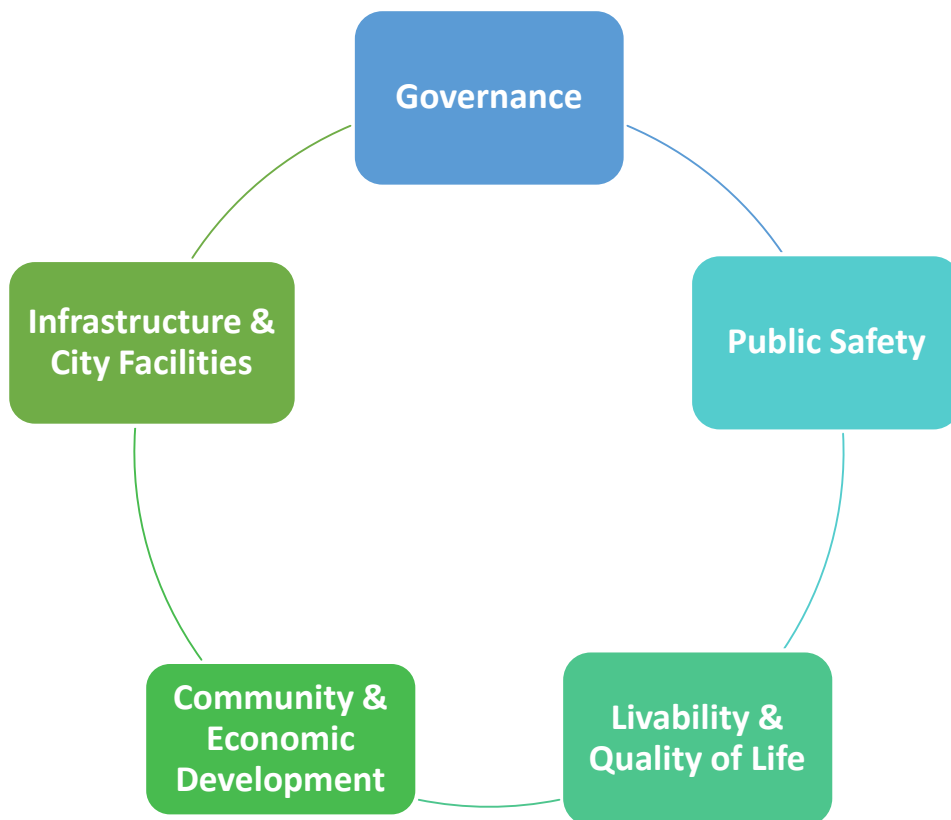 Governance
Public Safety
Livability &
Quality of Life
Community &
Economic
Development
Infrastructure &
City Facilities